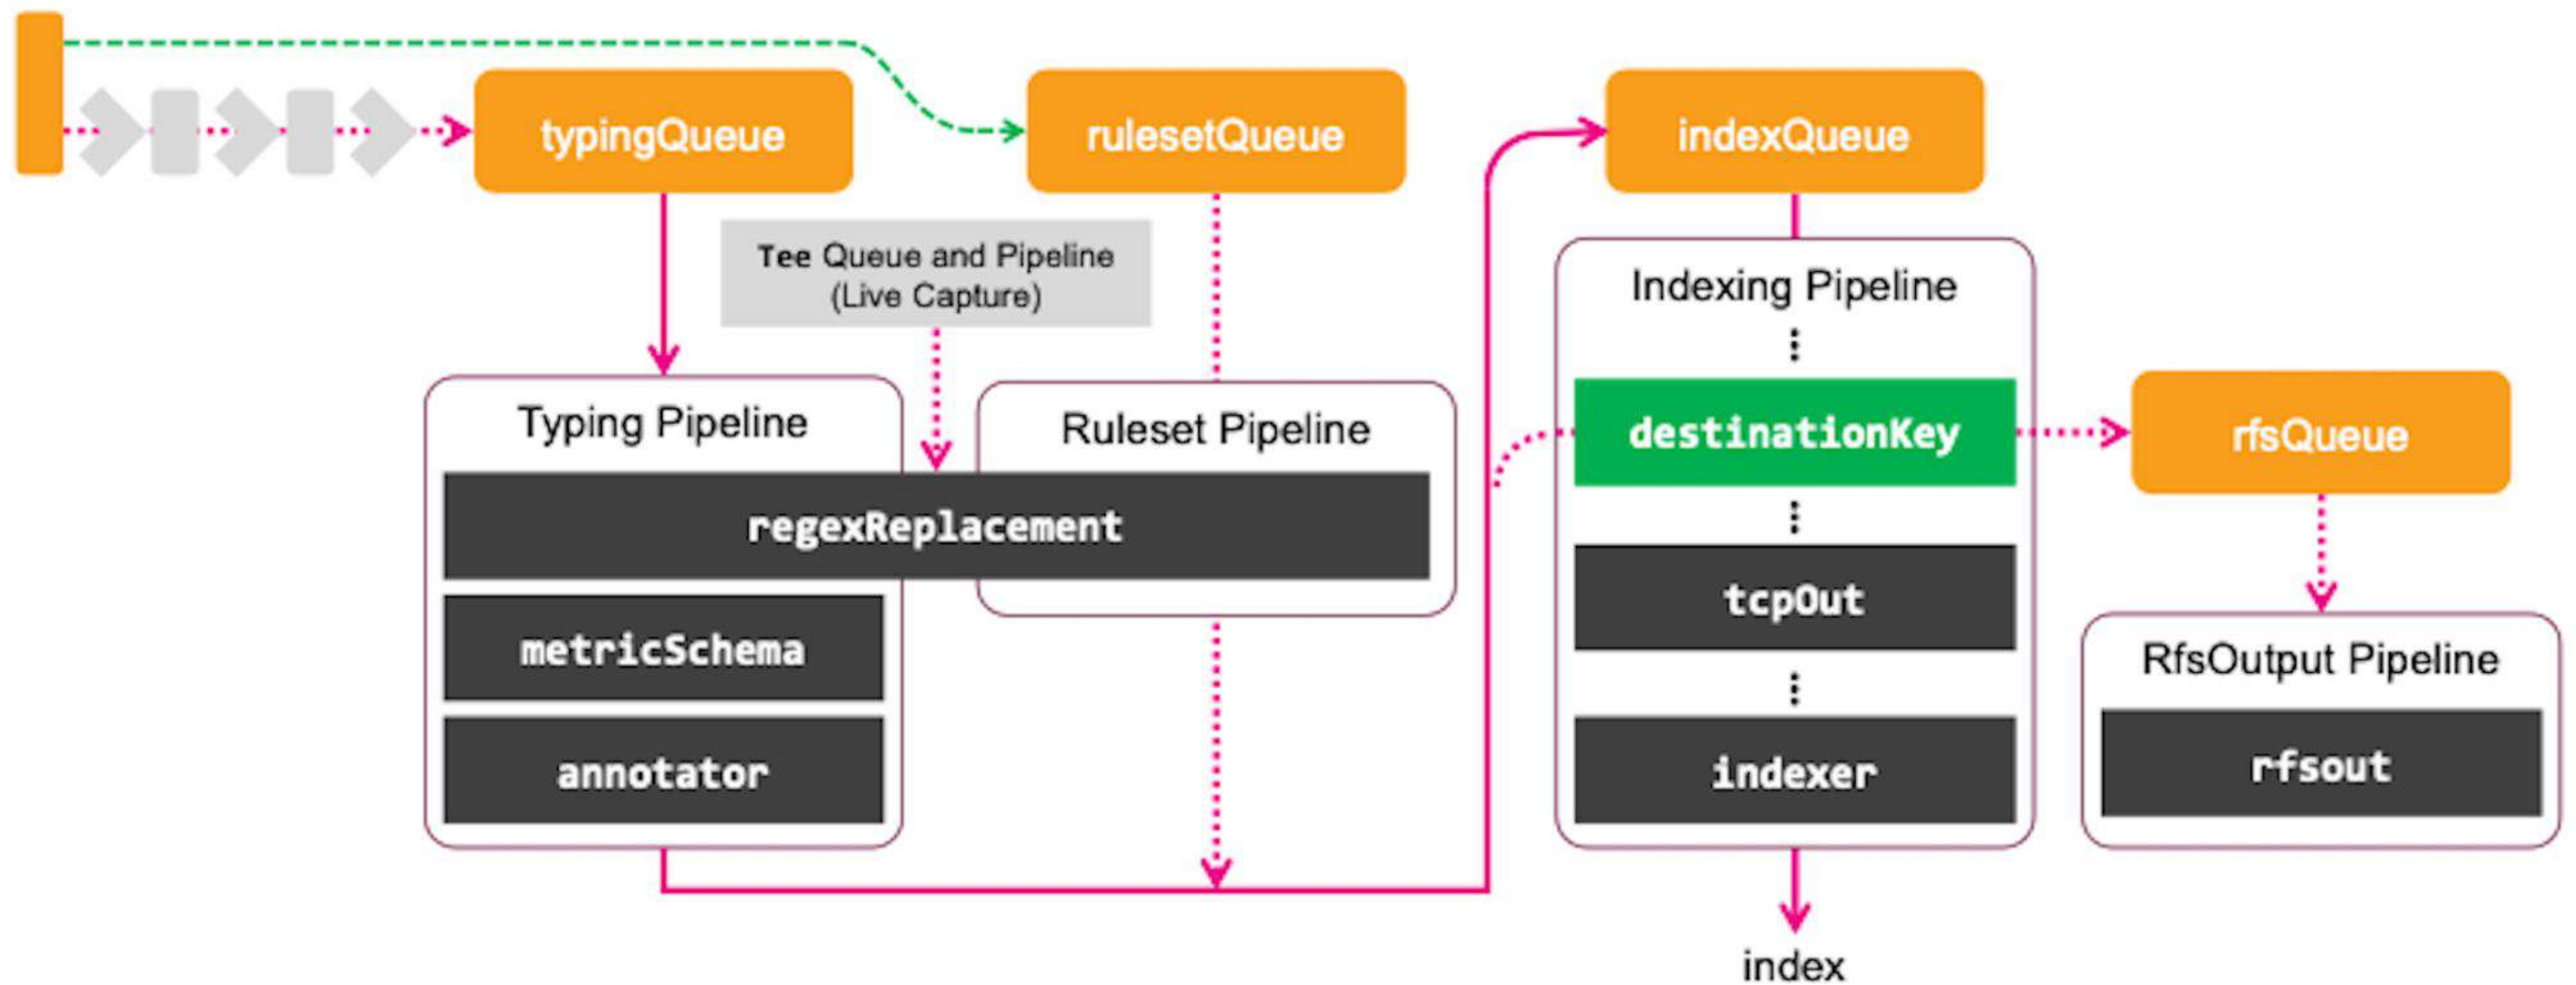 typingQueue
rulesetQueue
indexQueue
Tee Queue and Pipeline
(Live Capture)
Indexing Pipeline
Typing Pipeline
Ruleset Pipeline
destinationKey
rfsQueue
regexReplacement
tcpOut
metricSchema
RfsOutput Pipeline
annotator
indexer
rfsout
index